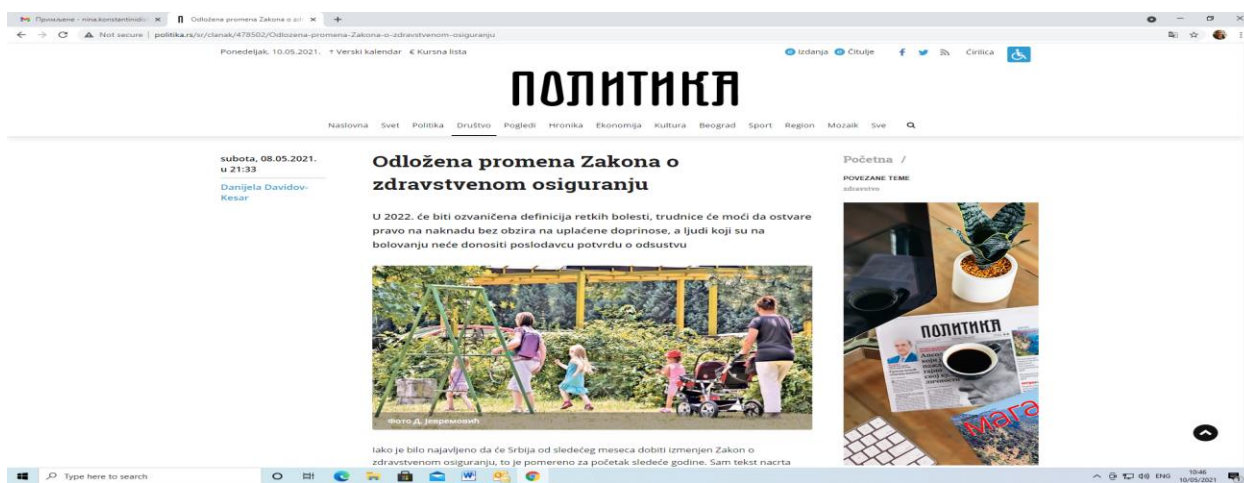 Odložena promena Zakona o zdr
Not secure | politika.rs/sr/clanak/478502/Odlozena-promena-Zakona-o-zdravstvenom-osiguranju
Ponedeljak, 10.05.2021. † Verski kalendar € Kursna lista
Izdanja Čitulje Ćirilica
ПОЛИТИКА
Naslovna Svet Politika Društvo Pogledi Hronika Ekonomija Kultura Beograd Sport Region Mozaik Sve
subota, 08.05.2021.
u 21:33
Danijela Davidov-
Kesar
Odložena promena Zakona o
zdravstvenom osiguranju
U 2022. će biti ozvaničena definicija retkih bolesti, trudnice će moći da ostvare
pravo na naknadu bez obzira na uplaćene doprinose, a ljudi koji su na
bolovanju neće donositi poslodavcu potvrdu o odsustvu
Фото Д. Јевремовић
Iako je bilo najavljeno da će Srbija od sledećeg meseca dobiti izmenjen Zakon o
zdravstvenom osiguranju, to je pomereno za početak sledeće godine. Sam tekst nacrta
Početna /
POVEZANE TEME
zdravstvo
ПОЛИТИКА
Мага
Type here to search
ENG
10:46
10/05/2021